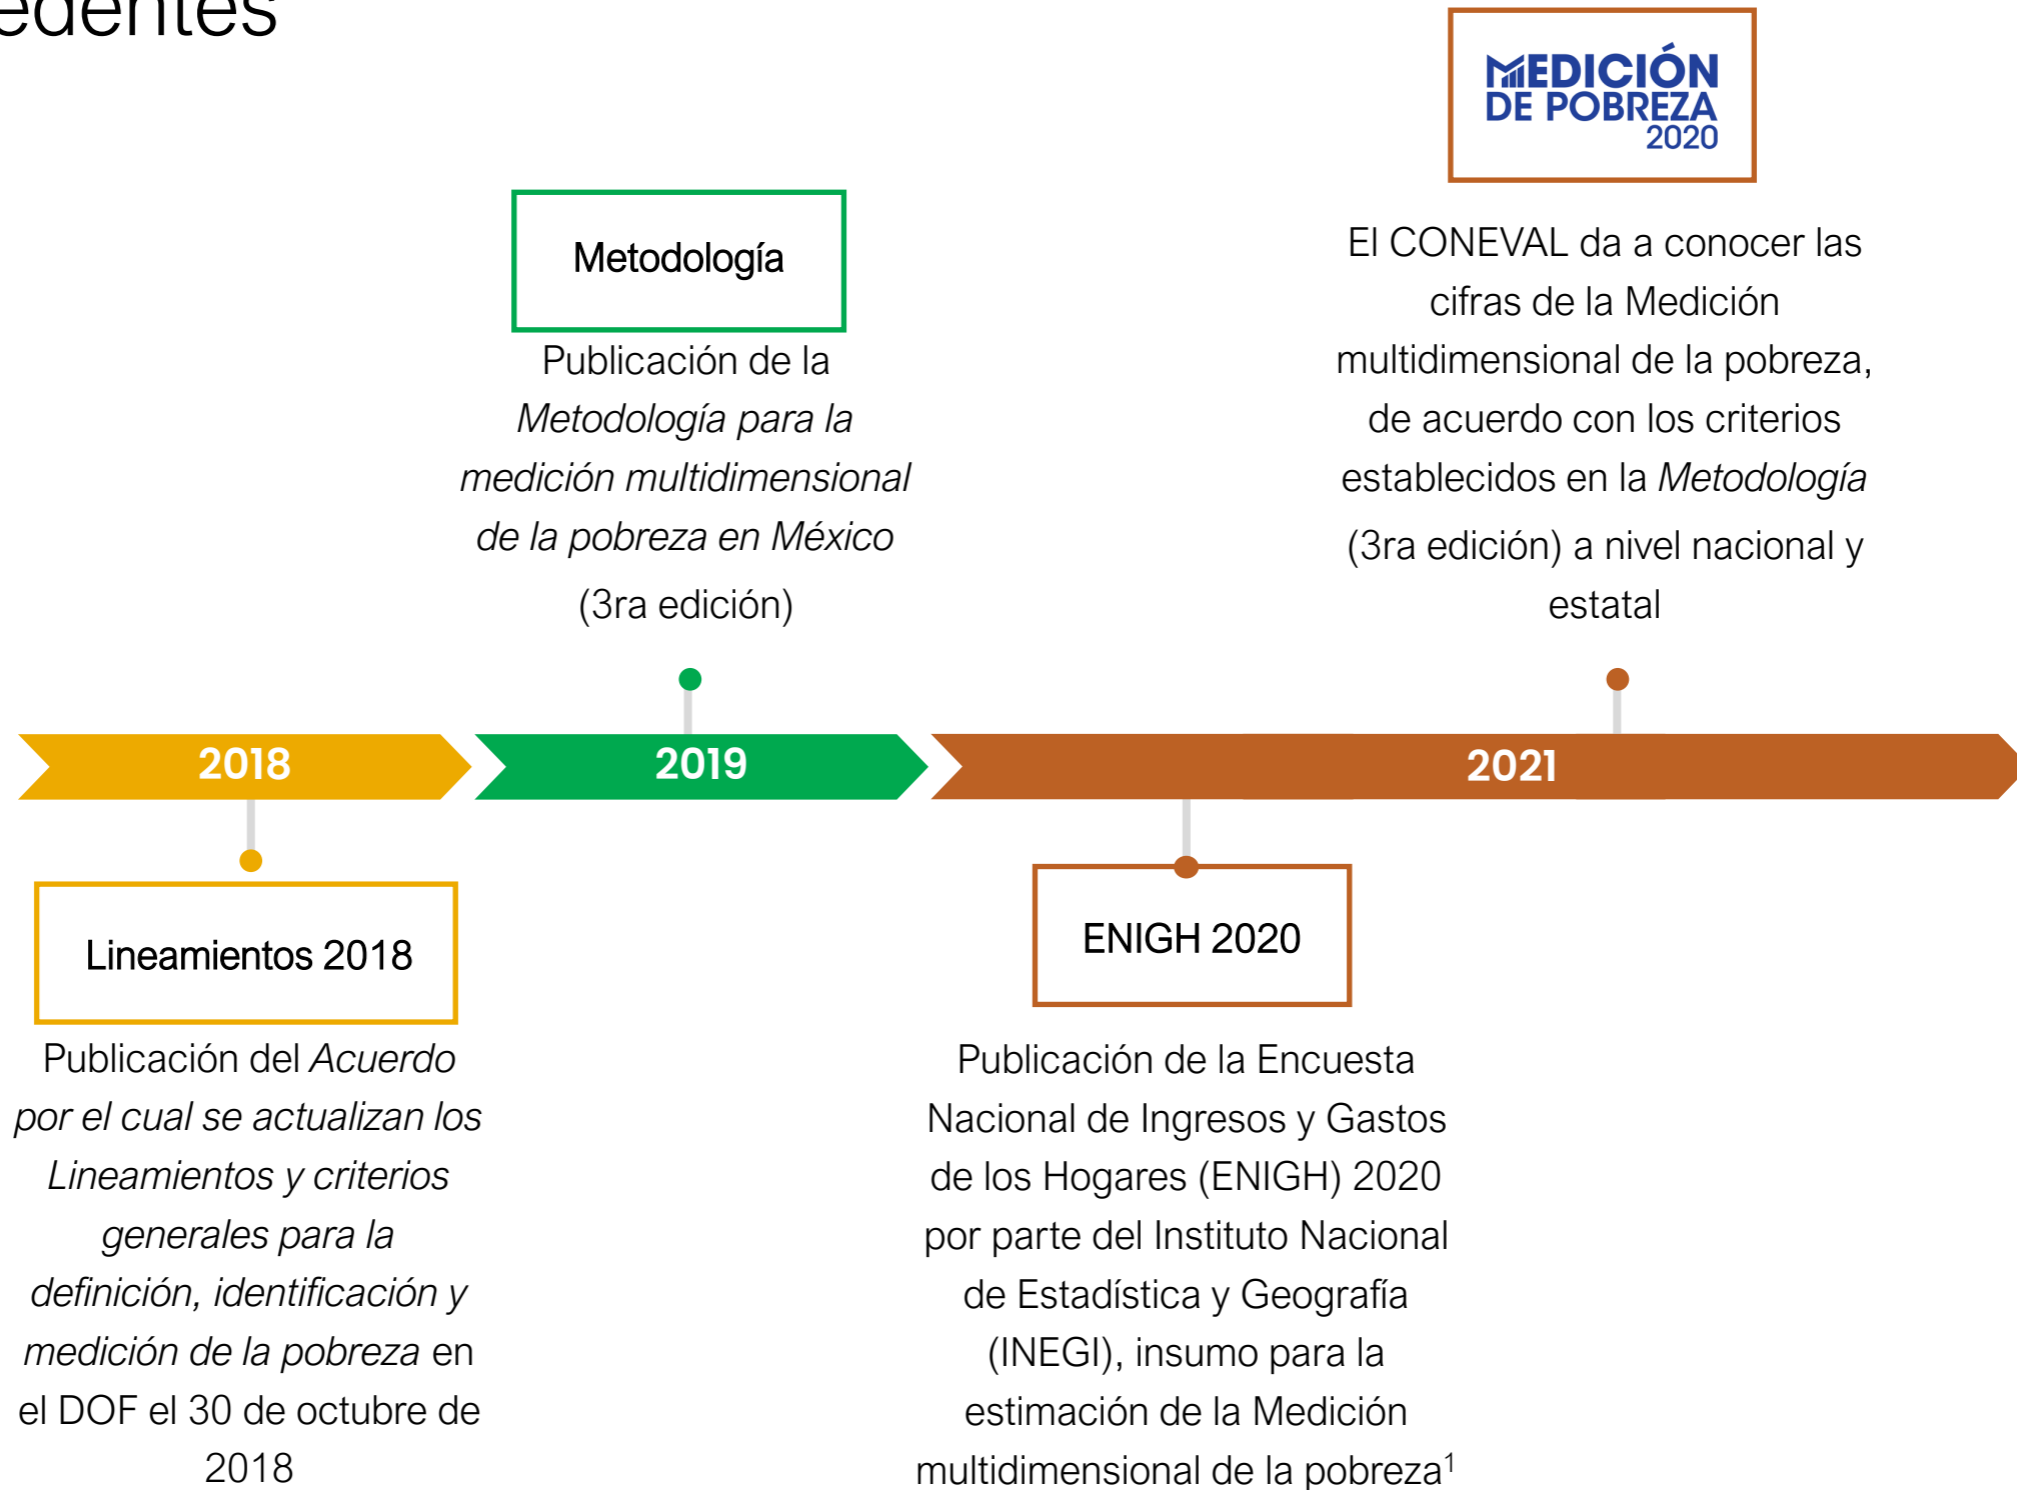 edentes
MEDICIÓN
DE POBREZA
2020
El CONEVAL da a conocer las
cifras de la Medición
multidimensional de la pobreza,
de acuerdo con los criterios
establecidos en la Metodología
(3ra edición) a nivel nacional y
estatal
Metodología
Publicación de la
Metodología para la
medición multidimensional
de la pobreza en México
(3ra edición)
2018
2019
2021
Lineamientos 2018
Publicación del Acuerdo
por el cual se actualizan los
Lineamientos y criterios
generales para la
definición, identificación y
medición de la pobreza en
el DOF el 30 de octubre de
2018
ENIGH 2020
Publicación de la Encuesta
Nacional de Ingresos y Gastos
de los Hogares (ENIGH) 2020
por parte del Instituto Nacional
de Estadística y Geografía
(INEGI), insumo para la
estimación de la Medición
multidimensional de la pobreza¹